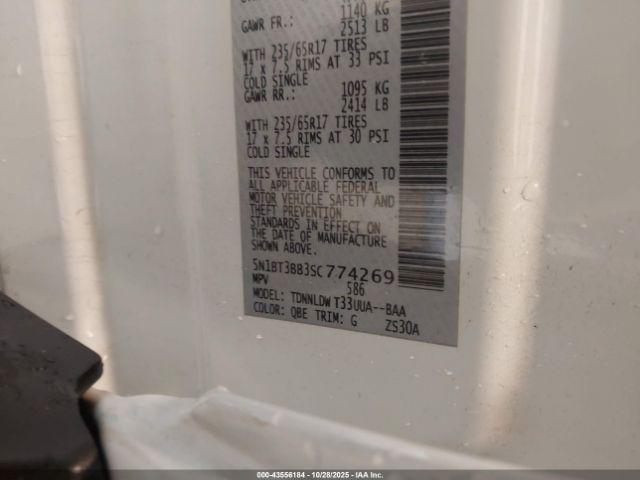 GAWR FR.: 1140 KG
2513 LB
WITH 235/65R17 TIRES
17 x 7.5 RIMS AT 33 PSI
COLD SINGLE
GAWR RR.: 1095 KG
2414 LB
WITH 235/65R17 TIRES
17 x 7.5 RIMS AT 30 PSI
COLD SINGLE
THIS VEHICLE CONFORMS TO
ALL APPLICABLE FEDERAL
MOTOR VEHICLE SAFETY AND
THEFT PREVENTION
STANDARDS IN EFFECT ON
THE DATE OF MANUFACTURE
SHOWN ABOVE.
5N1BT3BB3SC774269
MPV 586
MODEL: TDNNLDW T33UUA--BAA
COLOR: QBE TRIM: G ZS30A
000-43556184 | 10/28/2025 | IAA Inc.